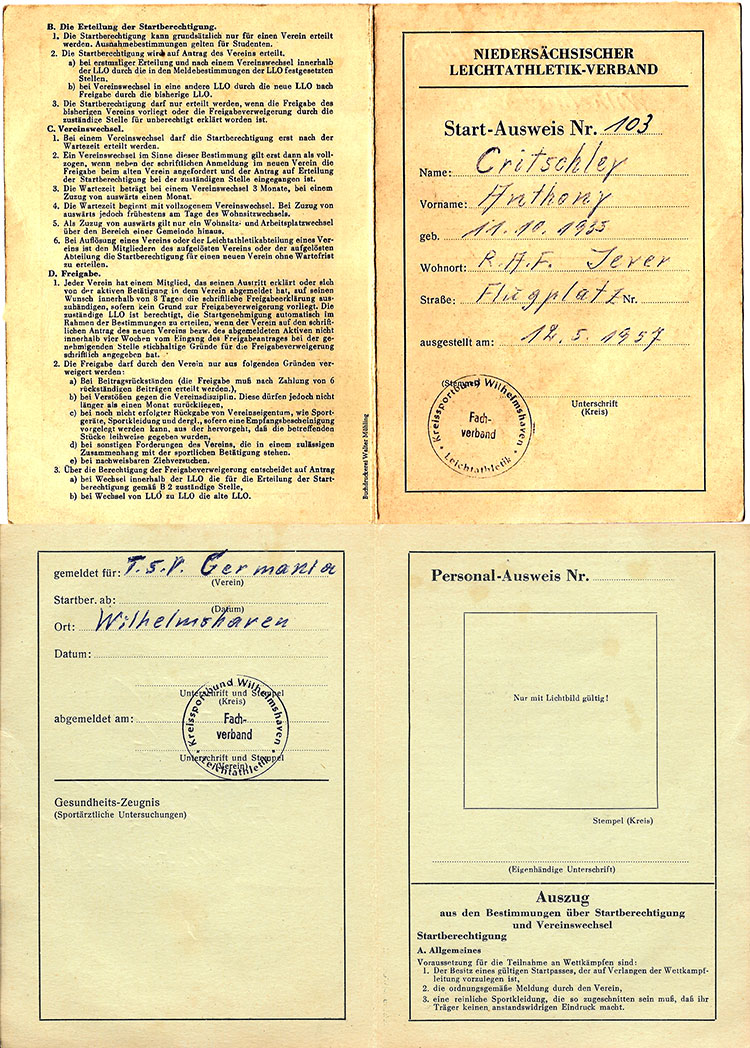 B. Die Erteilung der Startberechtigung.
1. Die Startberechtigung kann grundsätzlich nur für einen Verein erteilt
werden. Ausnahmebestimmungen gelten für Studenten.
2. Die Startberechtigung wird auf Antrag des Vereins erteilt.
a) bei erstmaliger Erteilung und nach einem Vereinswechsel innerhalb
der LLO durch die in den Meldebestimmungen der LLO festgesetzten
Stellen.
b) bei Vereinswechsel in eine andere LLO durch die neue LLO nach
Freigabe durch die bisherige LLO.
3. Die Startberechtigung darf nur erteilt werden, wenn die Freigabe des
bisherigen Vereins vorliegt oder die Freigabeverweigerung durch die
zuständige Stelle für unberechtigt erklärt worden ist.
C. Vereinswechsel.
1. Bei einem Vereinswechsel darf die Startberechtigung erst nach der
Wartezeit erteilt werden.
2. Ein Vereinswechsel im Sinne dieser Bestimmung gilt erst dann als voll-
zogen, wenn neben der schriftlichen Anmeldung im neuen Verein die
Freigabe beim alten Verein angefordert und der Antrag auf Erteilung
der Startberechtigung bei der zuständigen Stelle eingegangen ist.
3. Die Wartezeit beträgt bei einem Vereinswechsel 3 Monate, bei einem
Zuzug von auswärts einen Monat.
4. Die Wartezeit beginnt mit vollzogenem Vereinswechsel. Bei Zuzug von
auswärts jedoch frühestens am Tage des Wohnsitzwechsels.
5. Als Zuzug von auswärts gilt nur ein Wohnsitz- und Arbeitsplatzwechsel
über den Bereich einer Gemeinde hinaus.
6. Bei Auflösung eines Vereins oder der Leichtathletikabteilung eines Ver-
eins ist den Mitgliedern des aufgelösten Vereins oder der aufgelösten
Abteilung die Startberechtigung für einen neuen Verein ohne Wartefrist
zu erteilen.
D. Freigabe.
1. Jeder Verein hat einem Mitglied, das seinen Austritt erklärt oder sich
von der aktiven Betätigung in dem Verein abgemeldet hat, auf seinen
Wunsch innerhalb von 8 Tagen die schriftliche Freigabeerklärung aus-
zuhändigen, sofern kein Grund zur Freigabeverweigerung vorliegt. Die
zuständige LLO ist berechtigt, die Startgenehmigung automatisch im
Rahmen der Bestimmungen zu erteilen, wenn der Verein auf den schrift-
lichen Antrag des neuen Vereins bezw. des abgemeldeten Aktiven nicht
innerhalb vier Wochen vom Eingang des Freigabeantrages bei der ge-
nehmigenden Stelle stichhaltige Gründe für die Freigabeverweigerung
schriftlich angegeben hat.
2. Die Freigabe darf durch den Verein nur aus folgenden Gründen ver-
weigert werden:
a) Bei Beitragsrückständen (die Freigabe muß nach Zahlung von 6
rückständigen Beiträgen erteilt werden.),
b) bei Verstößen gegen die Vereinsdisziplin. Diese dürfen jedoch nicht
länger als einen Monat zurückliegen.
c) bei noch nicht erfolgter Rückgabe von Vereinseigentum, wie Sport-
geräte, Sportkleidung und dergl., sofern eine Empfangsbescheinigung
vorgelegt werden kann, aus der hervorgeht, daß die betreffenden
Stücke leihweise gegeben wurden,
d) bei sonstigen Forderungen des Vereins, die in einem zulässigen
Zusammenhang mit der sportlichen Betätigung stehen.
e) bei nachweisbaren Ziehversuchen.
3. Über die Berechtigung der Freigabeverweigerung entscheidet auf Antrag
a) bei Wechsel innerhalb der LLO die für die Erteilung der Start-
berechtigung gemäß B 2 zuständige Stelle,
b) bei Wechsel von LLO zu LLO die alte LLO.
Buchdruckerei Walter Mühling
NIEDERSÄCHSISCHER
LEICHTATHLETIK-VERBAND
Start-Ausweis Nr. 103
Name: Critschley
Vorname: Anthony
geb. 11. 10. 1935
Wohnort: R.A.F. Jever
Straße: Flugplatz Nr.
ausgestellt am: 12. 5. 1957
(Stempel)
Kreissportbund Wilhelmshaven
Fach-
verband
Leichtathletik
Unterschrift
(Kreis)
gemeldet für: T.S.V. Germania
(Verein)
Startber. ab:
(Datum)
Ort: Wilhelmshaven
Datum:
Unterschrift und Stempel
(Kreis)
abgemeldet am:
Kreissportbund Wilhelmshaven
Fach-
verband
Leichtathletik
Unterschrift und Stempel
(Verein)
Gesundheits-Zeugnis
(Sportärztliche Untersuchungen)
Personal-Ausweis Nr.
Nur mit Lichtbild gültig!
Stempel (Kreis)
(Eigenhändige Unterschrift)
Auszug
aus den Bestimmungen über Startberechtigung
und Vereinswechsel
Startberechtigung
A. Allgemeines
Voraussetzung für die Teilnahme an Wettkämpfen sind:
1. Der Besitz eines gültigen Startpasses, der auf Verlangen der Wettkampf-
leitung vorzulegen ist,
2. die ordnungsgemäße Meldung durch den Verein,
3. eine reinliche Sportkleidung, die so zugeschnitten sein muß, daß ihr
Träger keinen anstandswidrigen Eindruck macht.